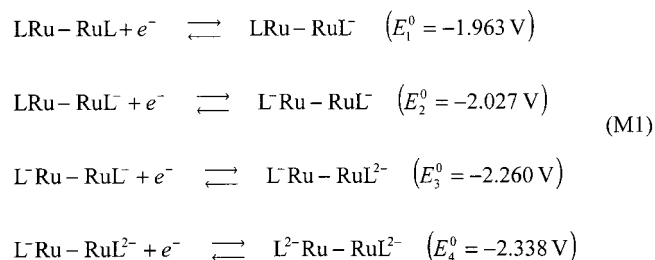 LRu – RuL + e⁻ ⇄ LRu – RuL⁻ (E₁⁰ = −1.963 V)
LRu – RuL⁻ + e⁻ ⇄ L⁻Ru – RuL⁻ (E₂⁰ = −2.027 V)
(M1)
L⁻Ru – RuL⁻ + e⁻ ⇄ L⁻Ru – RuL²⁻ (E₃⁰ = −2.260 V)
L⁻Ru – RuL²⁻ + e⁻ ⇄ L²⁻Ru – RuL²⁻ (E₄⁰ = −2.338 V)